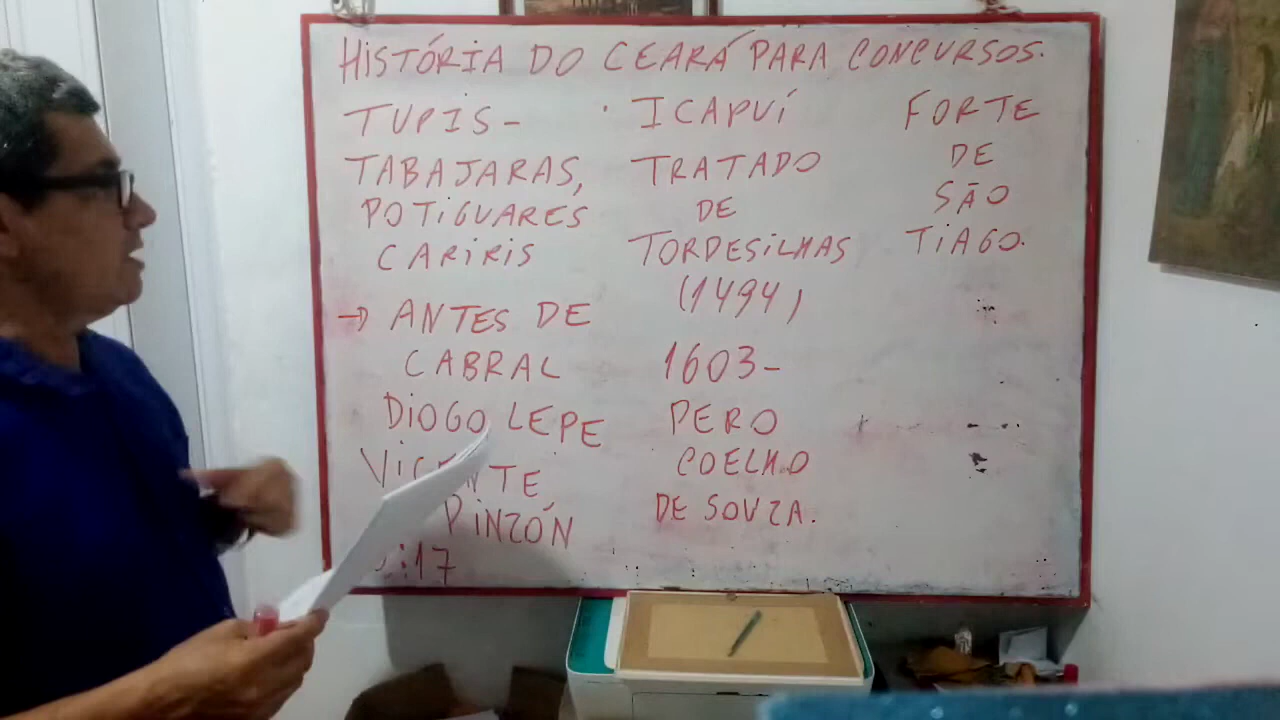 HISTÓRIA DO CEARÁ PARA CONCURSOS.
TUPIS-
TABAJARAS,
POTIGUARES
CARIRIS
→ ANTES DE
CABRAL
DIOGO LEPE
PINZÓN
:17
ICAPUÍ
TRATADO
DE
TORDESILHAS
(1494)
1603-
PERO
COELHO
DE SOUZA.
FORTE
DE
SÃO
TIAGO.